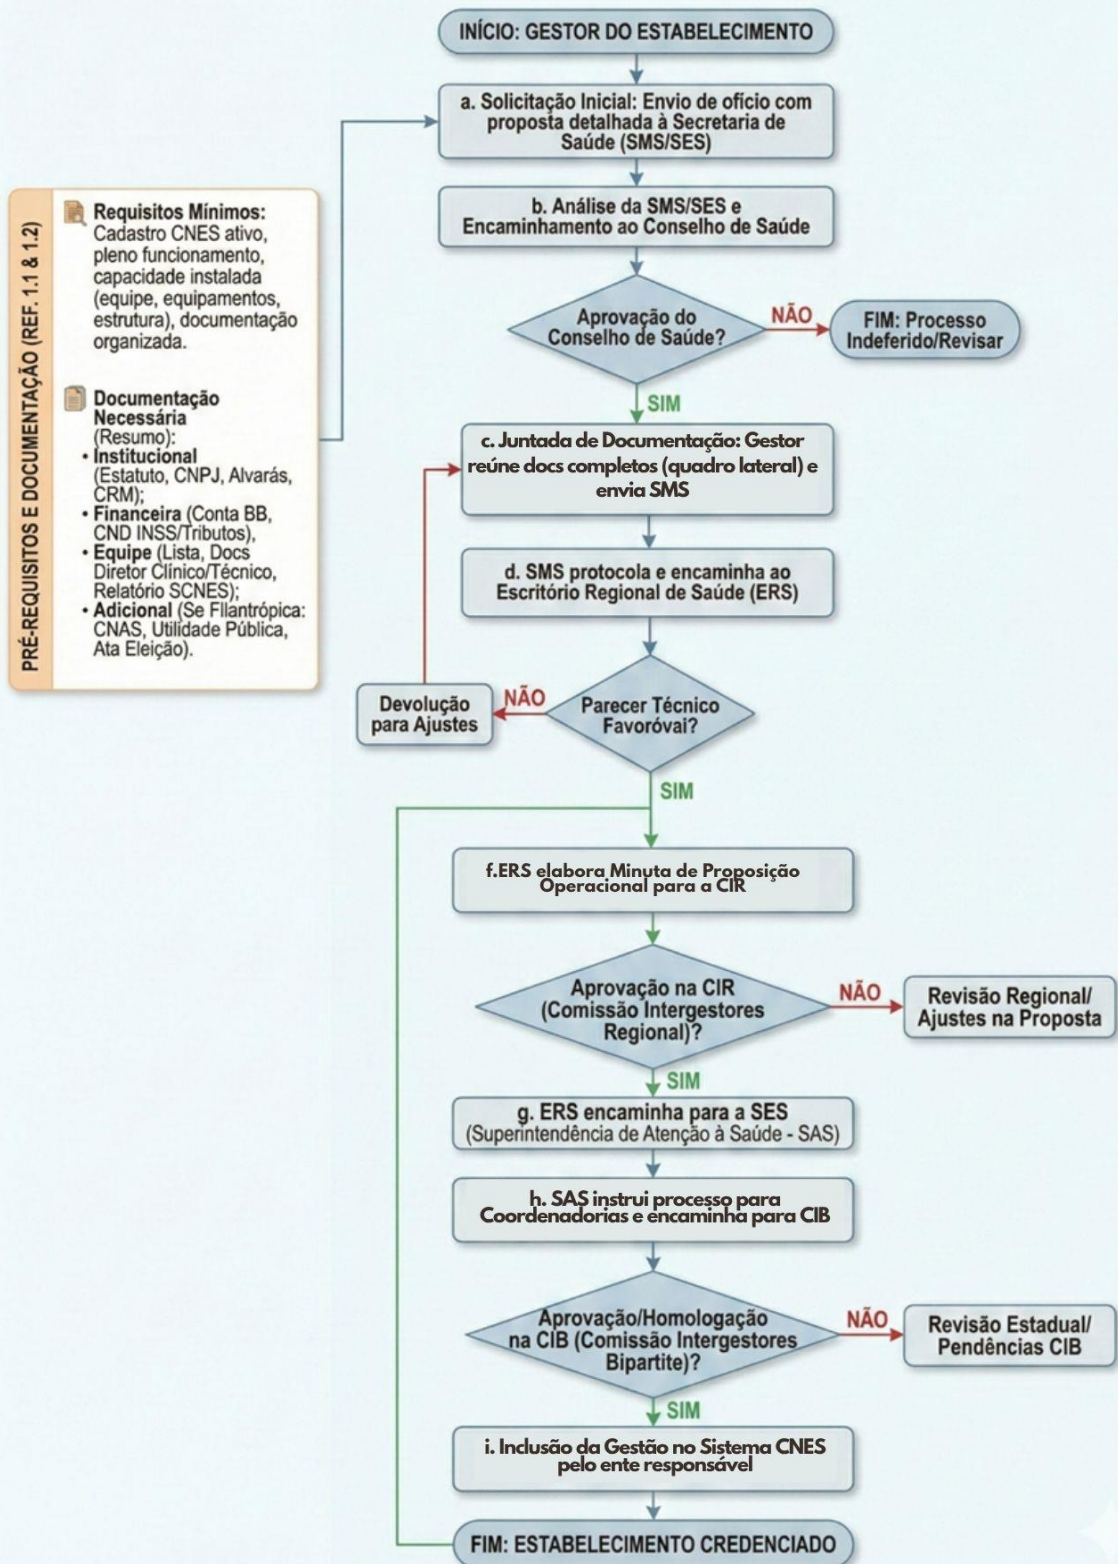 INÍCIO: GESTOR DO ESTABELECIMENTO
a. Solicitação Inicial: Envio de ofício com
proposta detalhada à Secretaria de
Saúde (SMS/SES)
b. Análise da SMS/SES e
Encaminhamento ao Conselho de Saúde
PRÉ-REQUISITOS E DOCUMENTAÇÃO (REF. 1.1 & 1.2)
Requisitos Mínimos:
Cadastro CNES ativo,
pleno funcionamento,
capacidade instalada
(equipe, equipamentos,
estrutura), documentação
organizada.
Documentação
Necessária
(Resumo):
• Institucional
(Estatuto, CNPJ, Alvarás,
CRM);
• Financeira (Conta BB,
CND INSS/Tributos),
• Equipe (Lista, Docs
Diretor Clínico/Técnico,
Relatório SCNES);
• Adicional (Se Filantrópica:
CNAS, Utilidade Pública,
Ata Eleição).
Aprovação do
Conselho de Saúde?
NÃO
FIM: Processo
Indeferido/Revisar
SIM
c. Juntada de Documentação: Gestor
reúne docs completos (quadro lateral) e
envia SMS
d. SMS protocola e encaminha ao
Escritório Regional de Saúde (ERS)
Parecer Técnico
Favoróvai?
NÃO
Devolução
para Ajustes
SIM
f.ERS elabora Minuta de Proposição
Operacional para a CIR
Aprovação na CIR
(Comissão Intergestores
Regional)?
NÃO
Revisão Regional/
Ajustes na Proposta
SIM
g. ERS encaminha para a SES
(Superintendência de Atenção à Saúde - SAS)
h. SAS instrui processo para
Coordenadorias e encaminha para CIB
Aprovação/Homologação
na CIB (Comissão Intergestores
Bipartite)?
NÃO
Revisão Estadual/
Pendências CIB
SIM
i. Inclusão da Gestão no Sistema CNES
pelo ente responsável
FIM: ESTABELECIMENTO CREDENCIADO